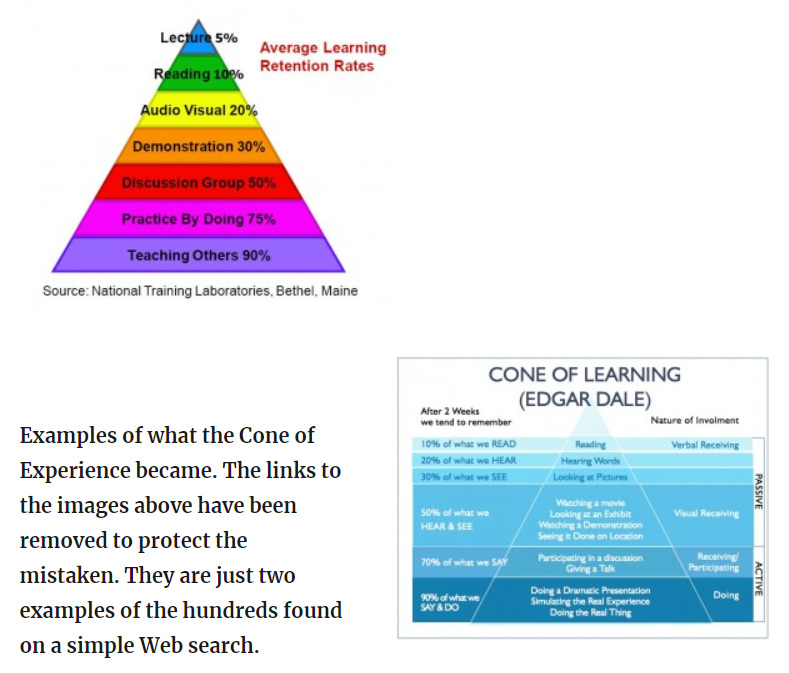 Lecture 5%
Average Learning
Retention Rates
Reading 10%
Audio Visual 20%
Demonstration 30%
Discussion Group 50%
Practice By Doing 75%
Teaching Others 90%
Source: National Training Laboratories, Bethel, Maine
Examples of what the Cone of
Experience became. The links to
the images above have been
removed to protect the
mistaken. They are just two
examples of the hundreds found
on a simple Web search.
CONE OF LEARNING
(EDGAR DALE)
After 2 Weeks
we tend to remember
Nature of Involment
10% of what we READ
Reading
Verbal Receiving
20% of what we HEAR
Hearing Words
30% of what we SEE
Looking at Pictures
50% of what we
HEAR & SEE
Watching a movie
Looking at an Exhibit
Watching a Demonstration
Seeing it Done on Location
Visual Receiving
PASSIVE
70% of what we SAY
Participating in a discussion
Giving a Talk
Receiving/
Participating
90% of what we
SAY & DO
Doing a Dramatic Presentation
Simulating the Real Experience
Doing the Real Thing
Doing
ACTIVE